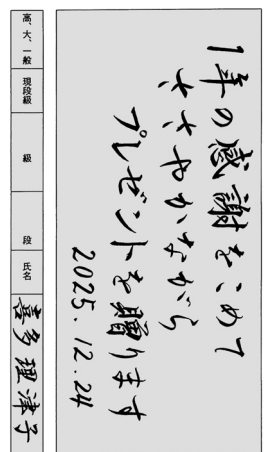 1年の感謝をこめて
ささやかながら
プレゼントを贈ります
2025.12.24
高、大、一般
現段級
級
段
氏名
喜多理津子